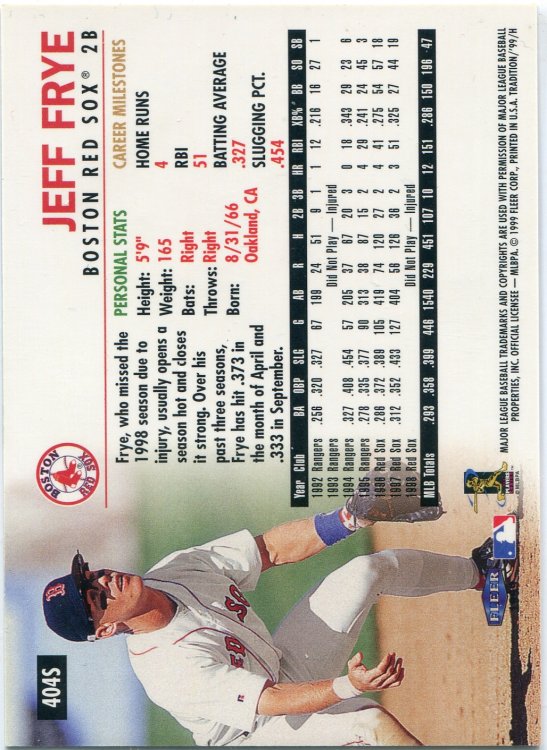 404S
BOSTON
RED SOX
JEFF FRYE
BOSTON RED SOX® 2B
Frye, who missed the
1998 season due to
injury, usually opens a
season hot and closes
it strong. Over his
past three seasons,
Frye has hit .373 in
the month of April and
.333 in September.
PERSONAL STATS
Height: 5'9"
Weight: 165
Bats: Right
Throws: Right
Born: 8/31/66
Oakland, CA
CAREER MILESTONES
HOME RUNS
4
RBI
51
BATTING AVERAGE
.327
SLUGGING PCT.
.454
Year Club BA OBP SLG G AB R H 2B 3B HR RBI XB%* BB SO SB
1992 Rangers .256 .320 .327 67 199 24 51 9 1 1 12 .216 16 27 1
1993 Rangers Did Not Play — Injured
1994 Rangers .327 .408 .454 57 205 37 67 20 3 0 18 .343 29 23 6
1995 Rangers .278 .335 .377 90 313 38 87 15 2 4 29 .241 24 45 3
1996 Red Sox .286 .372 .389 105 419 74 120 27 2 4 41 .275 54 57 18
1997 Red Sox .312 .352 .433 127 404 56 126 36 2 3 51 .325 27 44 19
1998 Red Sox Did Not Play — Injured
MLB Totals .293 .358 .399 446 1540 229 451 107 10 12 151 .286 150 196 47
FLEER
PLAYERS
MAJOR LEAGUE BASEBALL TRADEMARKS AND COPYRIGHTS ARE USED WITH PERMISSION OF MAJOR LEAGUE BASEBALL
PROPERTIES, INC. OFFICIAL LICENSEE — MLBPA. © 1999 FLEER CORP., PRINTED IN U.S.A. TRADITION/'99/H
RED SO
B